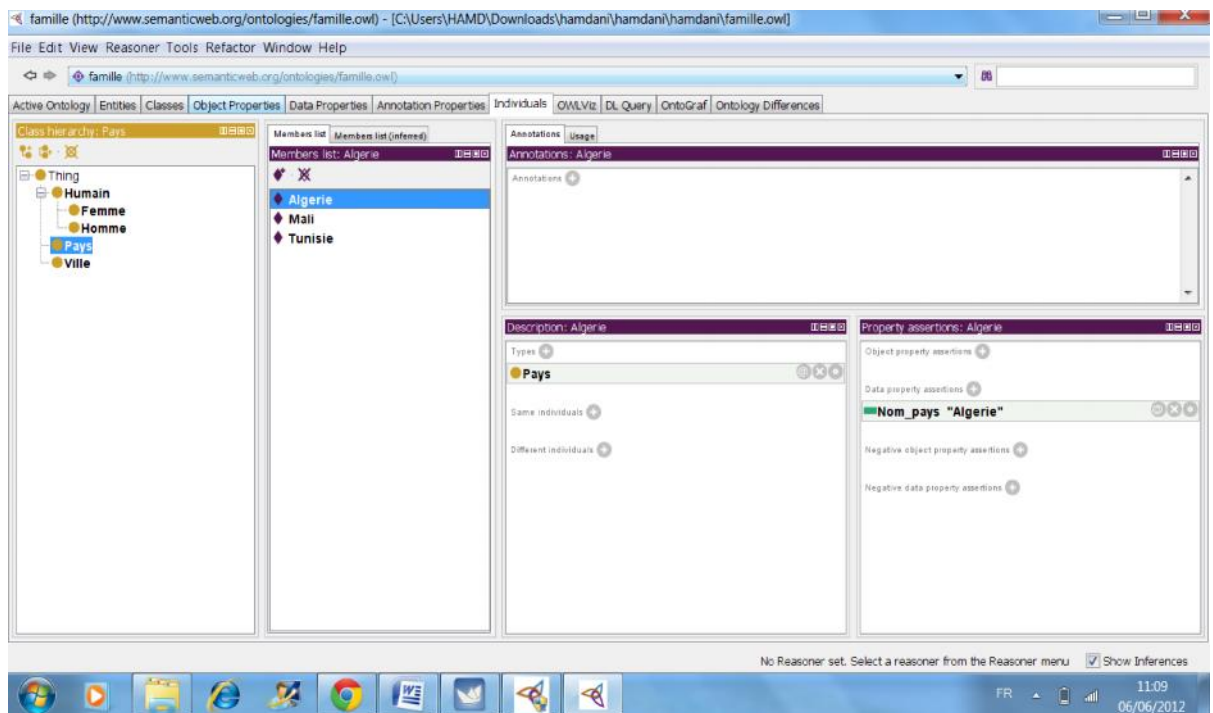 famille (http://www.semanticweb.org/ontologies/famille.owl) - [C:\Users\HAMD\Downloads\hamdani\hamdani\hamdani\famille.owl]
File Edit View Reasoner Tools Refactor Window Help
famille (http://www.semanticweb.org/ontologies/famille.owl)
Active Ontology Entities Classes Object Properties Data Properties Annotation Properties Individuals OWLViz DL Query OntoGraf Ontology Differences
Class hierarchy: Pays
Thing
Humain
Femme
Homme
Pays
Ville
Members list Members list (inferred)
Members list: Algerie
Algerie
Mali
Tunisie
Annotations Usage
Annotations: Algerie
Annotations
Description: Algerie
Types
Pays
Same individuals
Different individuals
Property assertions: Algerie
Object property assertions
Data property assertions
Nom_pays "Algerie"
Negative object property assertions
Negative data property assertions
No Reasoner set. Select a reasoner from the Reasoner menu Show Inferences
FR 11:09
06/06/2012